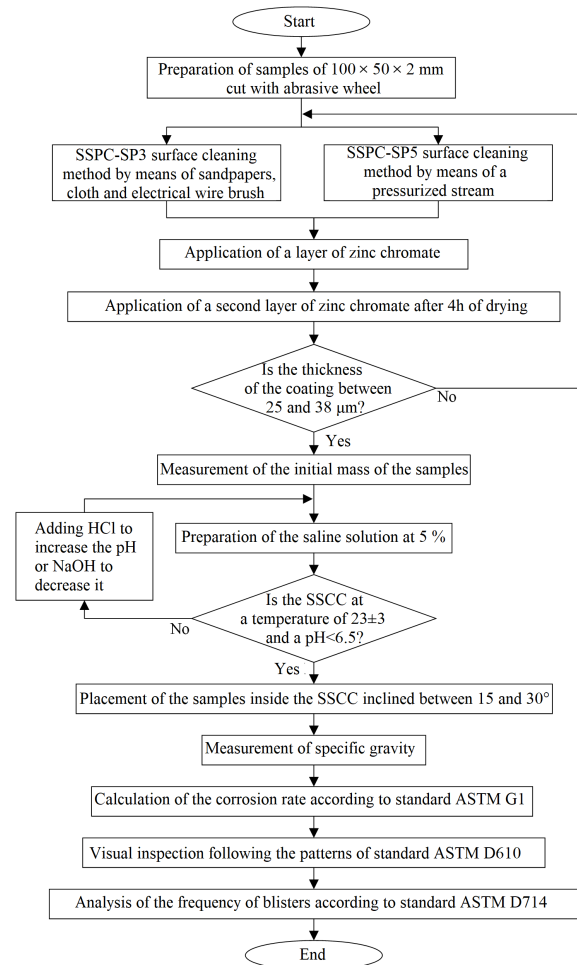 Start
Preparation of samples of 100 × 50 × 2 mm
cut with abrasive wheel
SSPC-SP3 surface cleaning
method by means of sandpapers,
cloth and electrical wire brush
SSPC-SP5 surface cleaning
method by means of a
pressurized stream
Application of a layer of zinc chromate
Application of a second layer of zinc chromate after 4h of drying
Is the thickness
of the coating between
25 and 38 μm?
No
Yes
Measurement of the initial mass of the samples
Adding HCl to
increase the pH
or NaOH to
decrease it
Preparation of the saline solution at 5 %
Is the SSCC at
a temperature of 23±3
and a pH<6.5?
No
Yes
Placement of the samples inside the SSCC inclined between 15 and 30°
Measurement of specific gravity
Calculation of the corrosion rate according to standard ASTM G1
Visual inspection following the patterns of standard ASTM D610
Analysis of the frequency of blisters according to standard ASTM D714
End